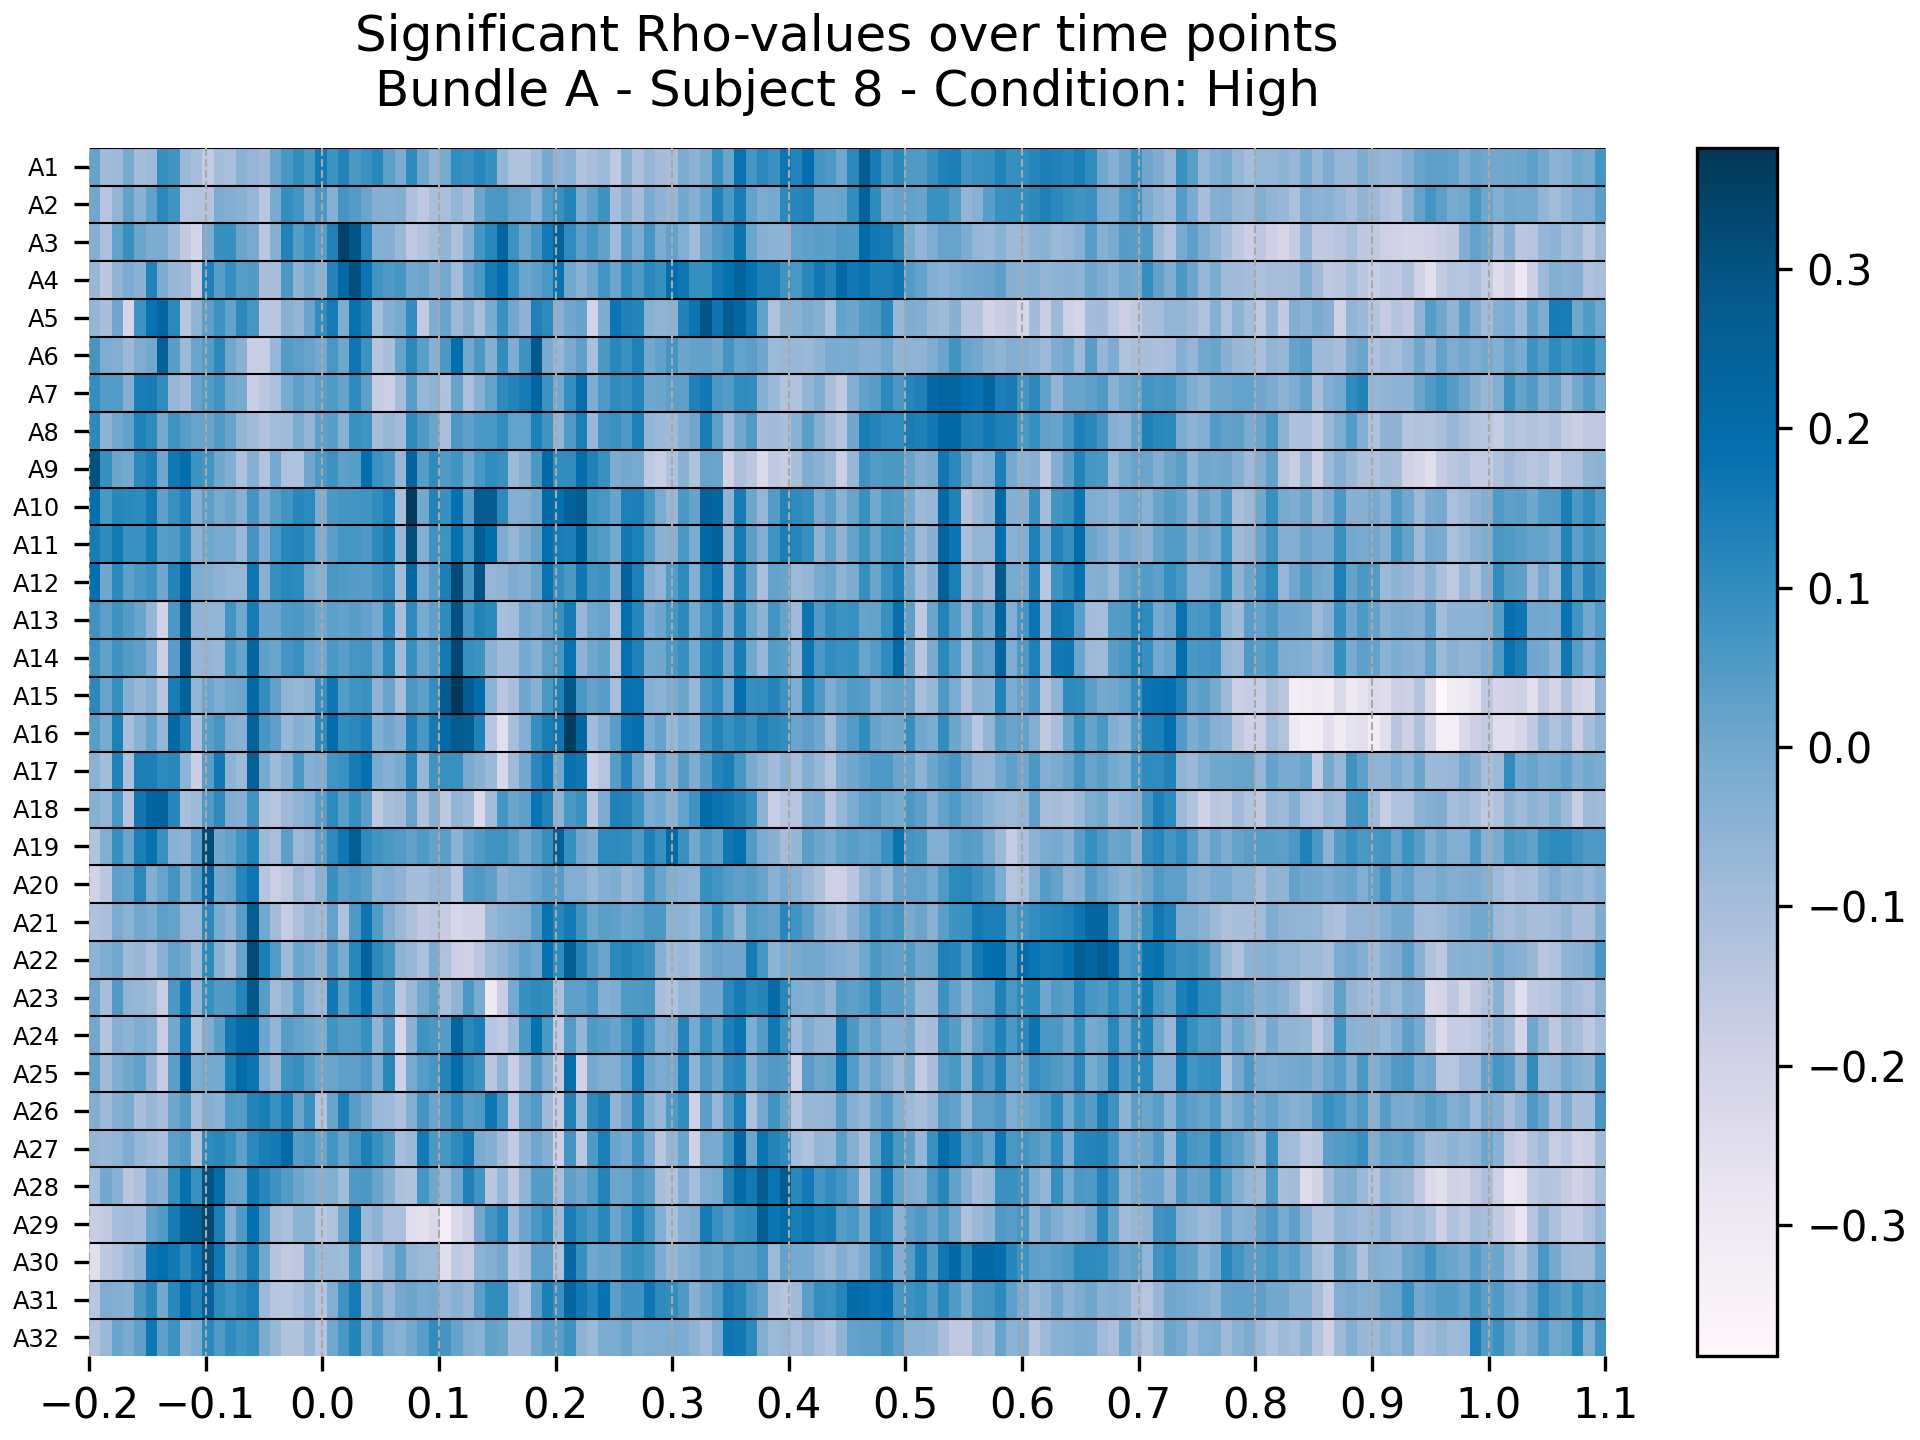 Significant Rho-values over time points
Bundle A - Subject 8 - Condition: High
A1
A2
A3
A4
A5
A6
A7
A8
A9
A10
A11
A12
A13
A14
A15
A16
A17
A18
A19
A20
A21
A22
A23
A24
A25
A26
A27
A28
A29
A30
A31
A32
−0.2 −0.1 0.0 0.1 0.2 0.3 0.4 0.5 0.6 0.7 0.8 0.9 1.0 1.1
0.3
0.2
0.1
0.0
−0.1
−0.2
−0.3